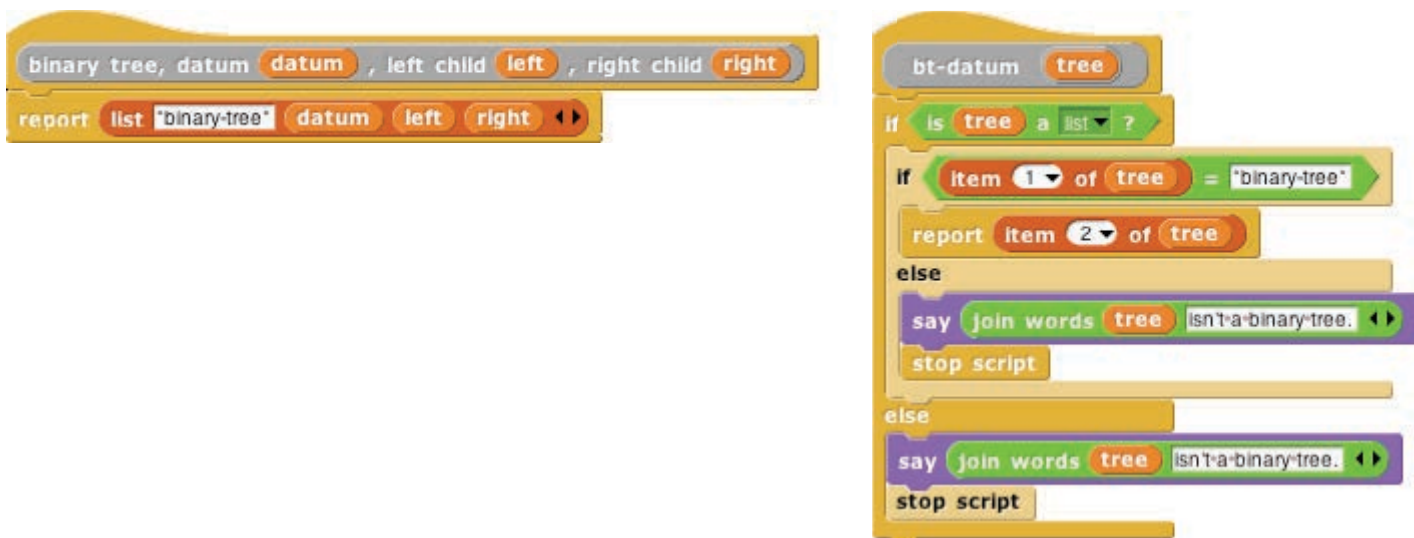 binary tree, datum datum , left child left , right child right
report list "binary-tree" datum left right
bt-datum tree
if is tree a list ?
if item 1 of tree = "binary-tree"
report item 2 of tree
else
say join words tree isn't a binary tree.
stop script
else
say join words tree isn't a binary tree.
stop script